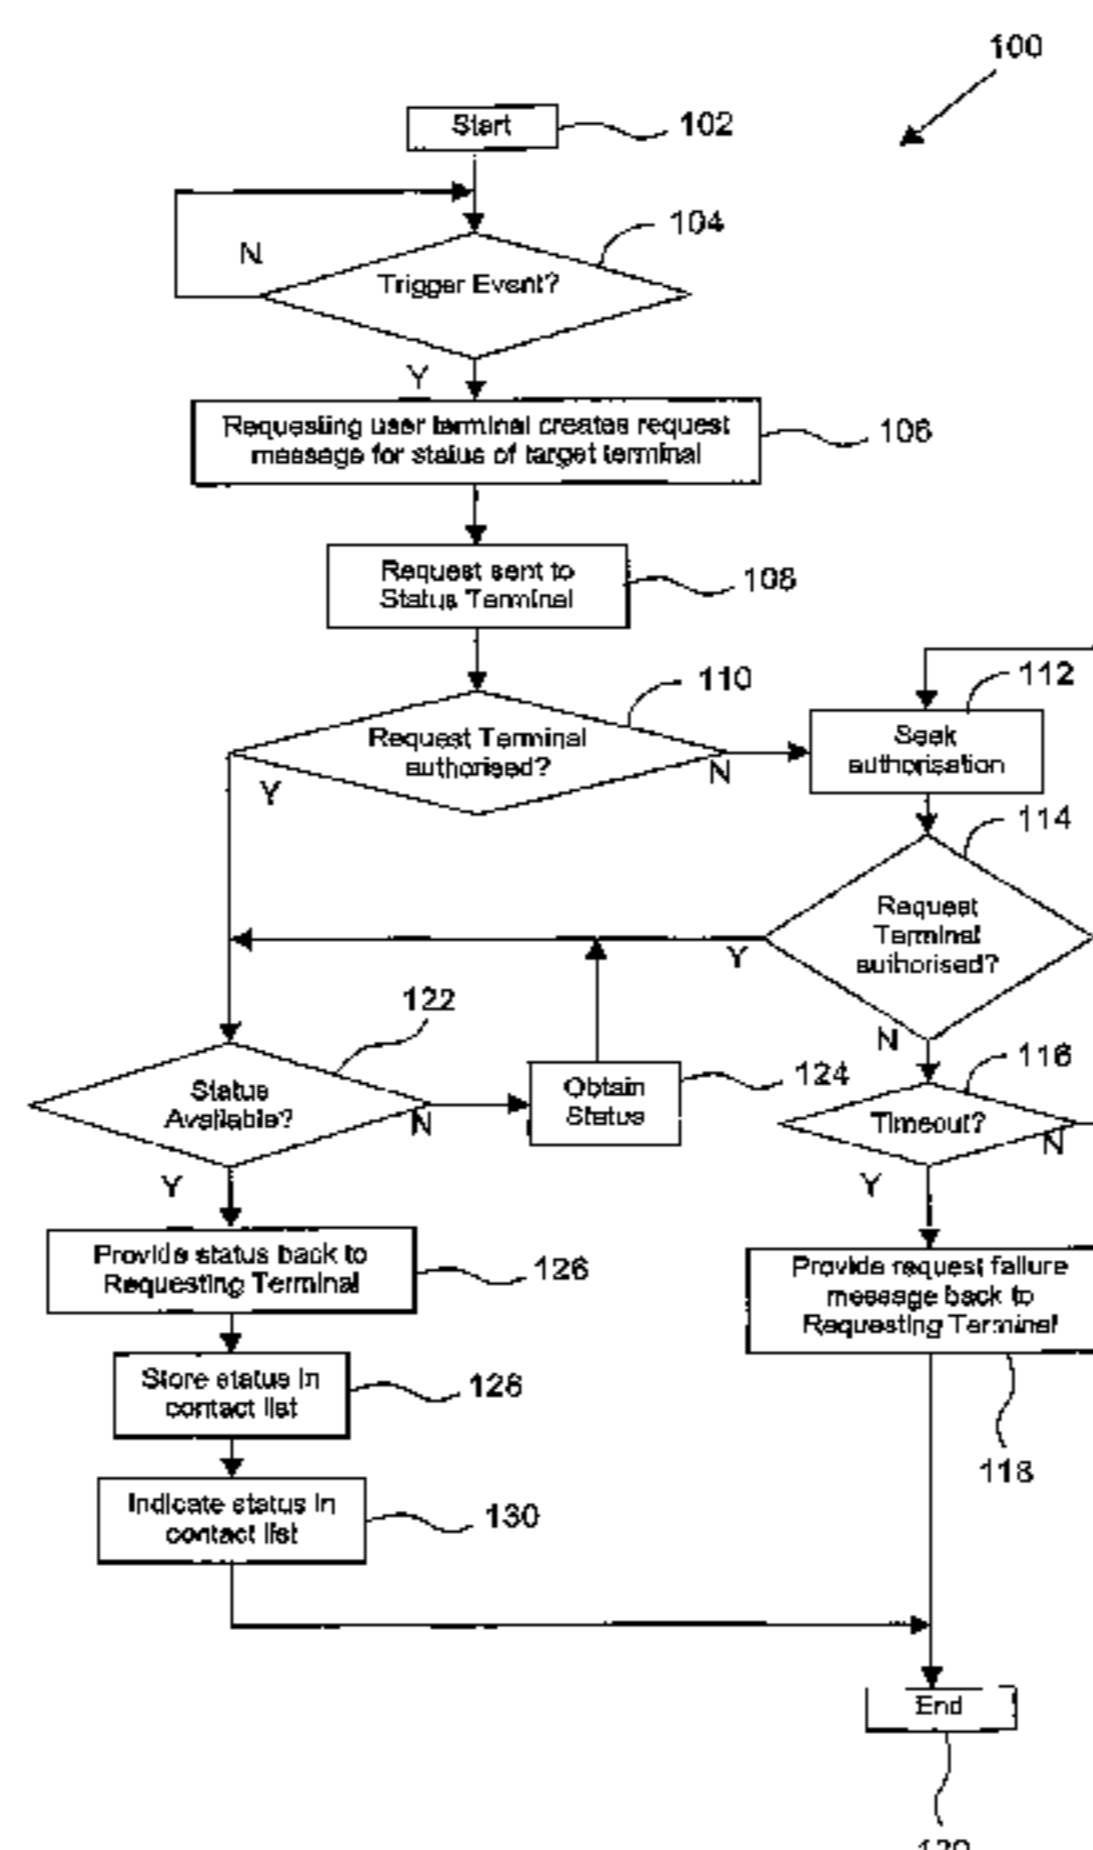 100
Start
102
104
N
Trigger Event?
Y
Requesting user terminal creates request
message for status of target terminal
106
Request sent to
Status Terminal
108
110
Request Terminal
authorised?
Y
N
112
Seek
authorisation
114
Request
Terminal
authorised?
Y
N
122
Status
Available?
N
Y
Obtain
Status
124
116
Timeout?
N
Y
Provide status back to
Requesting Terminal
126
Provide request failure
message back to
Requesting Terminal
118
Store status in
contact list
128
Indicate status in
contact list
130
End